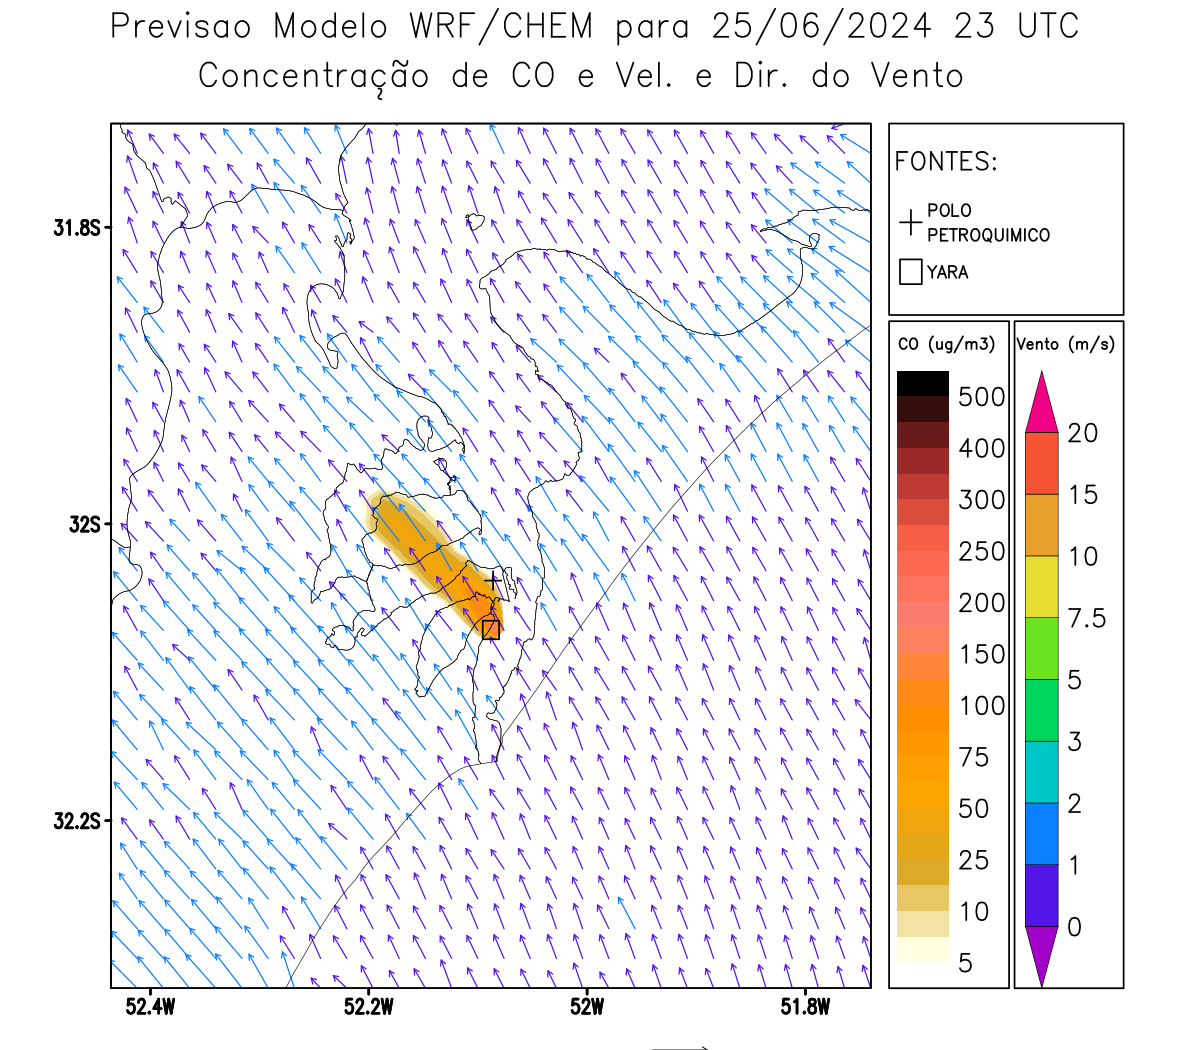 Previsao Modelo WRF/CHEM para 25/06/2024 23 UTC
Concentração de CO e Vel. e Dir. do Vento
FONTES:
POLO
PETROQUIMICO
YARA
31.8S
32S
32.2S
52.4W 52.2W 52W 51.8W
CO (ug/m3)
500
400
300
250
200
150
100
75
50
25
10
5
Vento (m/s)
20
15
10
7.5
5
3
2
1
0